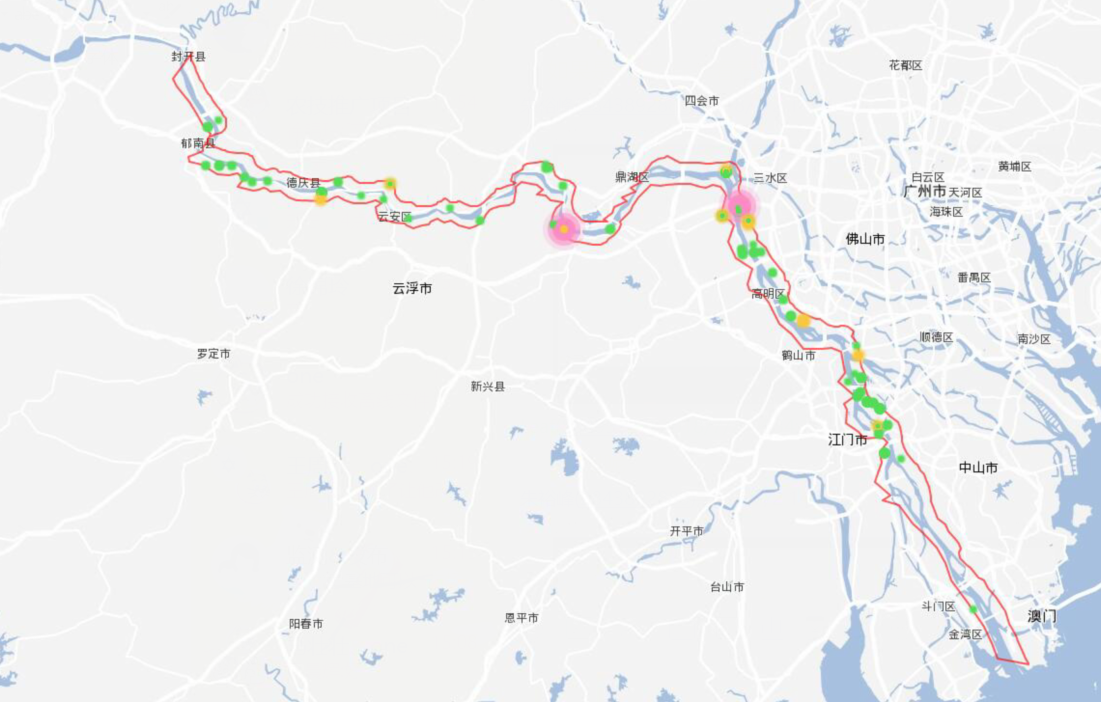 封开县
花都区
四会市
郁南县
黄埔区
鼎湖区
三水区
白云区
德庆县
广州市
天河区
海珠区
云安区
佛山市
番禺区
云浮市
高明区
顺德区
南沙区
罗定市
鹤山市
新兴县
江门市
中山市
开平市
台山市
斗门区
恩平市
澳门
阳春市
金湾区